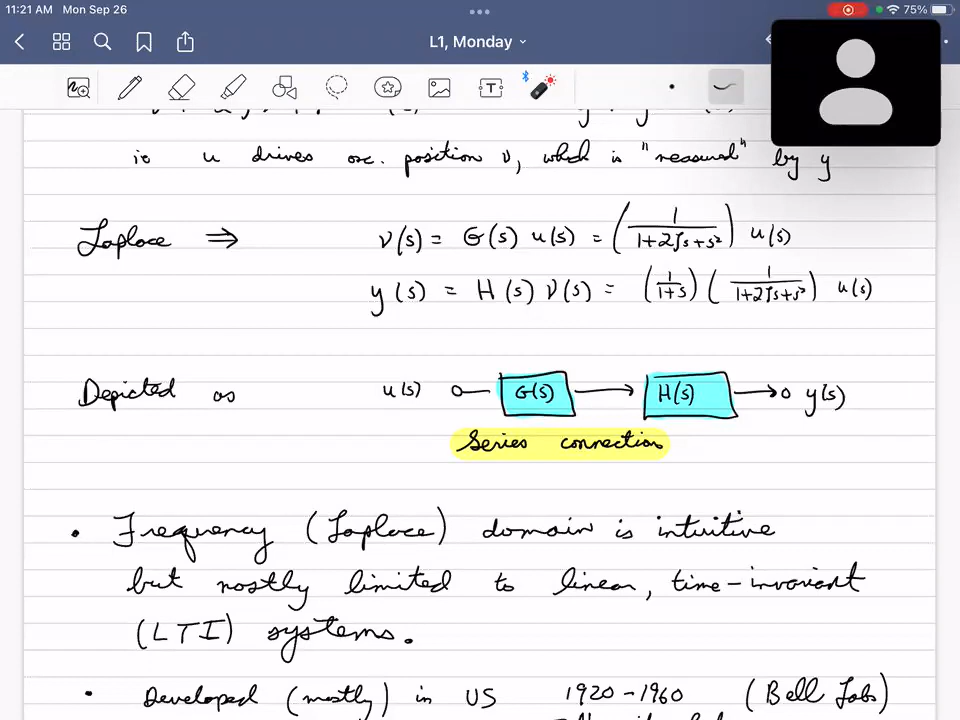 11:21 AM Mon Sep 26
75%
L1, Monday
T
is u drives osc. position v, which is "measured" by y
Laplace ⇒ v(s) = G(s) u(s) = (1/(1+2ζs+s²)) u(s)
y(s) = H(s) v(s) = (1/(1+s)) (1/(1+2ζs+s²)) u(s)
Depicted as u(s) G(s) H(s) y(s)
Series connection
• Frequency (Laplace) domain is intuitive
but mostly limited to linear, time-invariant
(LTI) systems.
• Developed (mostly) in US 1920-1960 (Bell Labs)